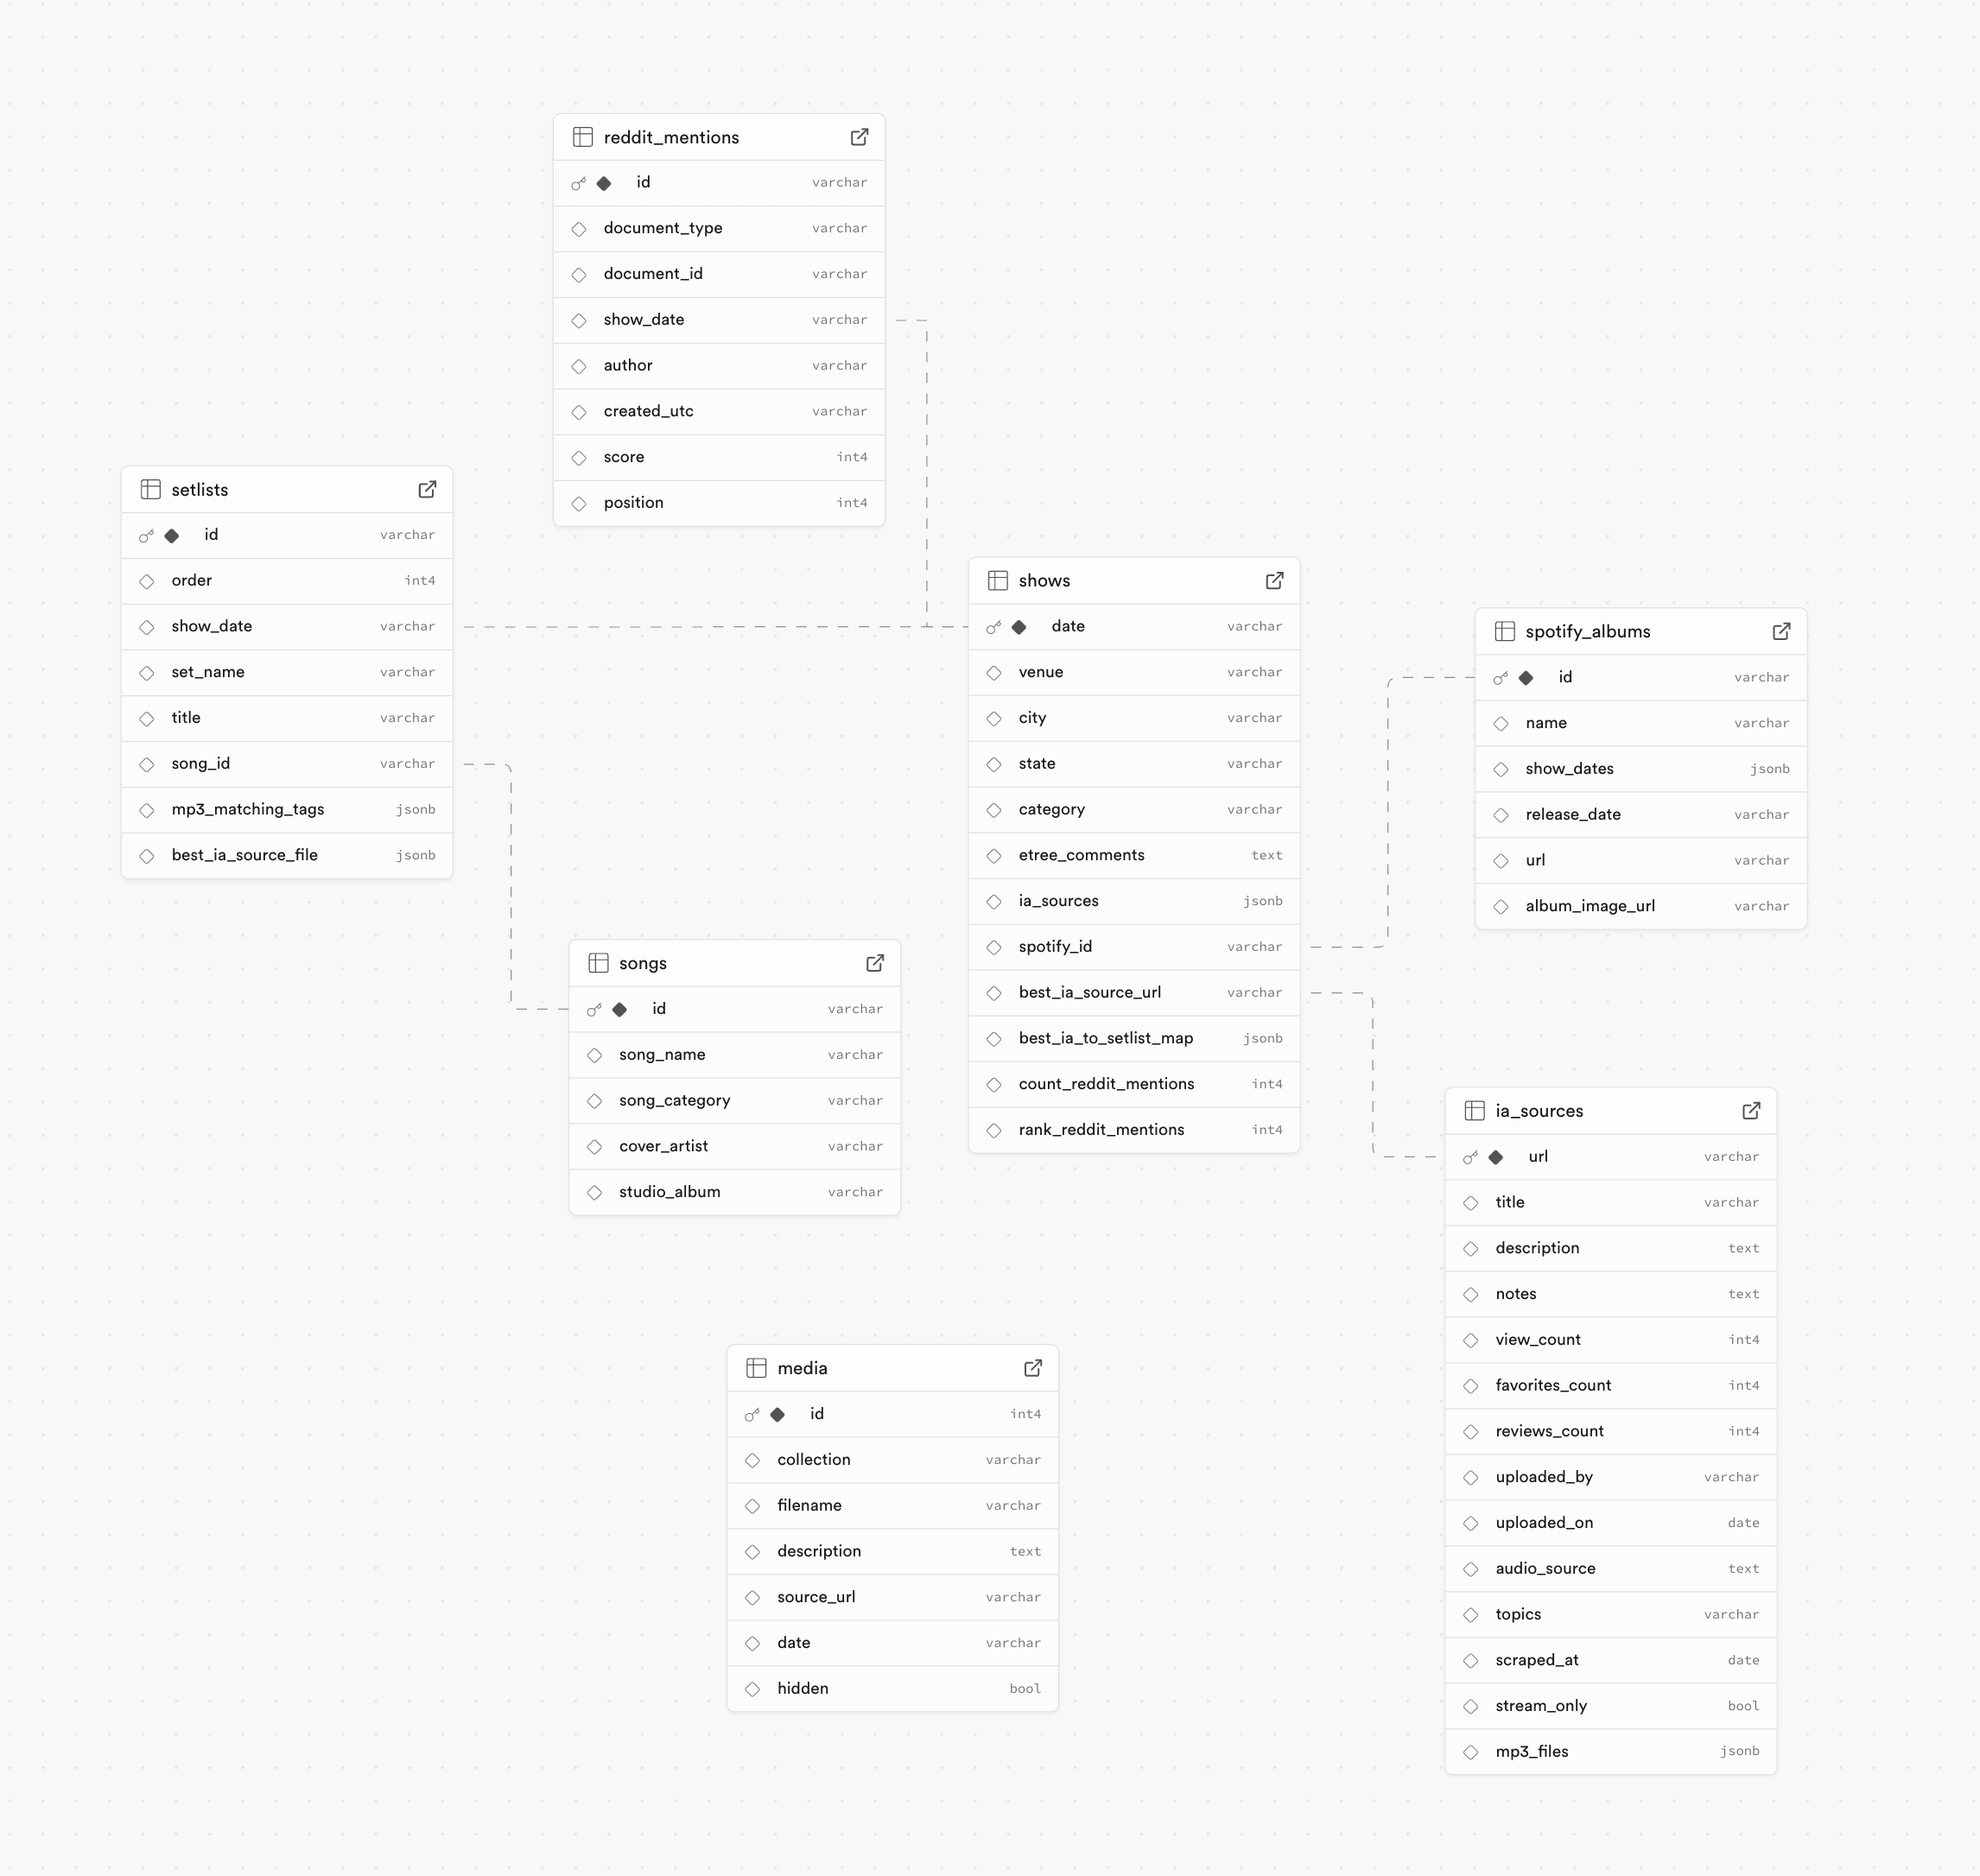 reddit_mentions
id varchar
document_type varchar
document_id varchar
show_date varchar
author varchar
created_utc varchar
score int4
position int4
setlists
id varchar
order int4
show_date varchar
set_name varchar
title varchar
song_id varchar
mp3_matching_tags jsonb
best_ia_source_file jsonb
shows
date varchar
venue varchar
city varchar
state varchar
category varchar
etree_comments text
ia_sources jsonb
spotify_id varchar
best_ia_source_url varchar
best_ia_to_setlist_map jsonb
count_reddit_mentions int4
rank_reddit_mentions int4
spotify_albums
id varchar
name varchar
show_dates jsonb
release_date varchar
url varchar
album_image_url varchar
songs
id varchar
song_name varchar
song_category varchar
cover_artist varchar
studio_album varchar
ia_sources
url varchar
title varchar
description text
notes text
view_count int4
favorites_count int4
reviews_count int4
uploaded_by varchar
uploaded_on date
audio_source text
topics varchar
scraped_at date
stream_only bool
mp3_files jsonb
media
id int4
collection varchar
filename varchar
description text
source_url varchar
date varchar
hidden bool